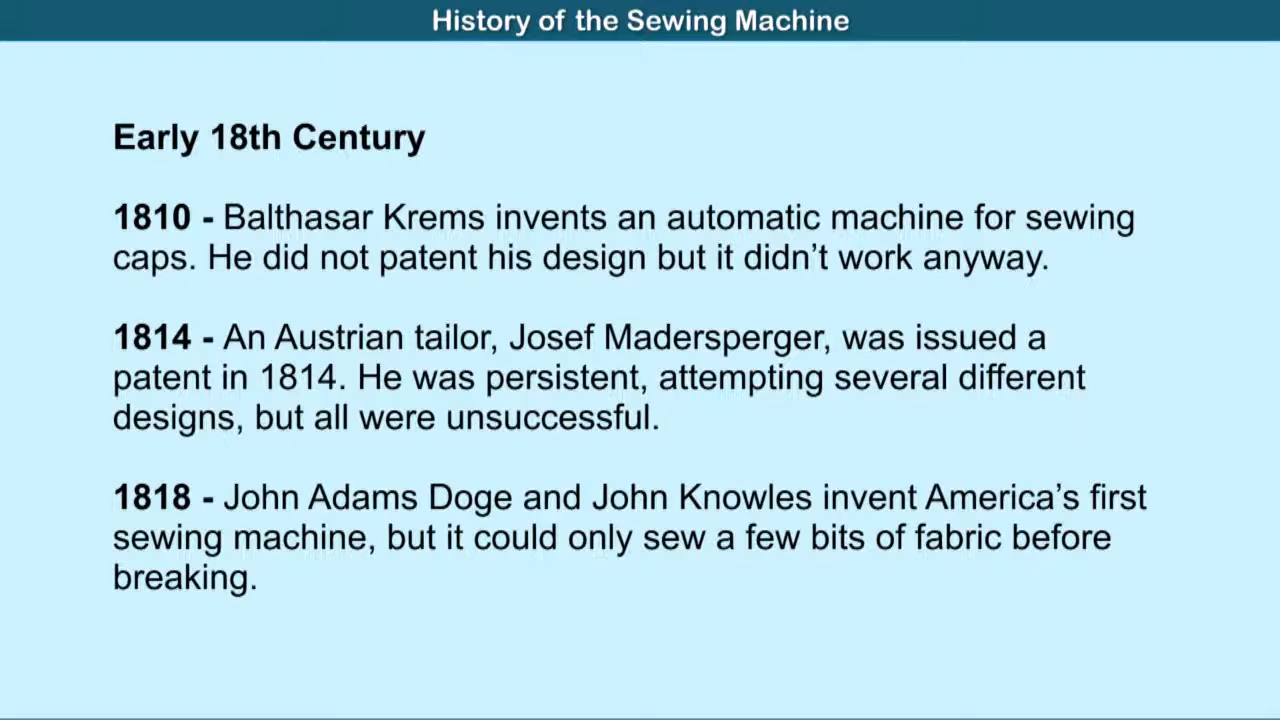 History of the Sewing Machine
Early 18th Century
1810 - Balthasar Krems invents an automatic machine for sewing
caps. He did not patent his design but it didn’t work anyway.
1814 - An Austrian tailor, Josef Madersperger, was issued a
patent in 1814. He was persistent, attempting several different
designs, but all were unsuccessful.
1818 - John Adams Doge and John Knowles invent America’s first
sewing machine, but it could only sew a few bits of fabric before
breaking.